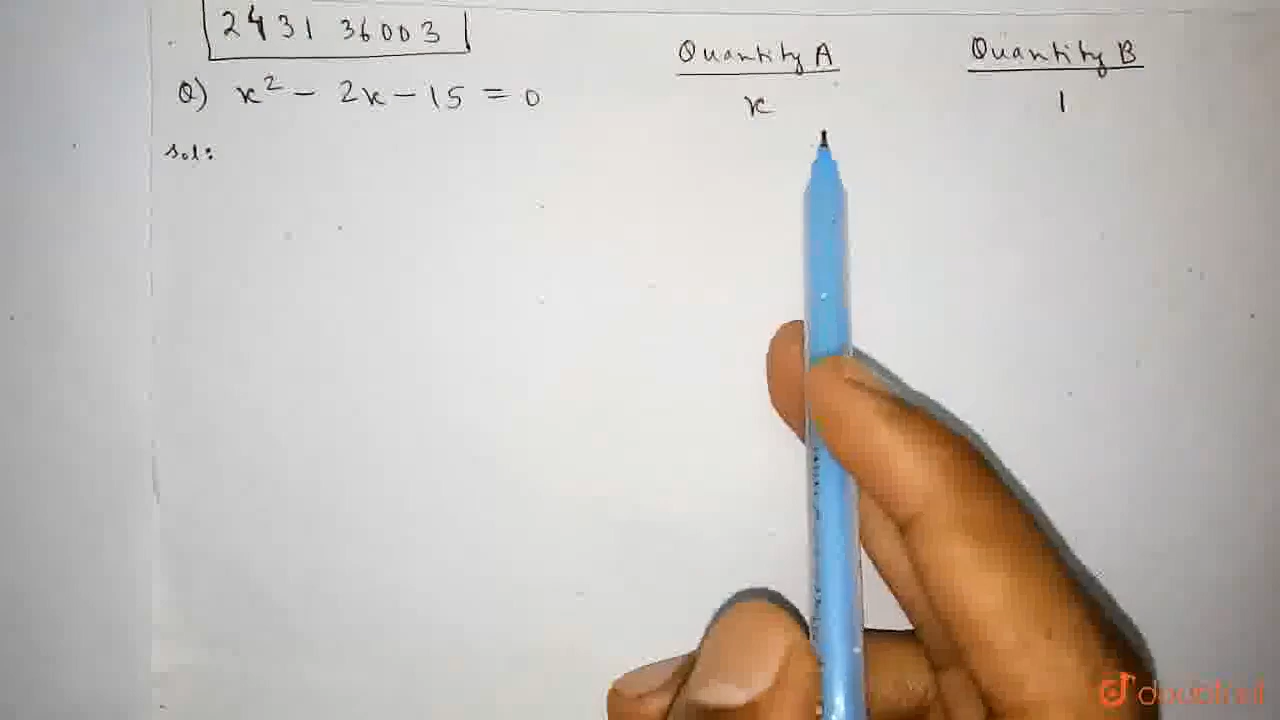 2431 36003
Quantity A Quantity B
Q) x² - 2x - 15 = 0 x 1
sol:
doubtnut